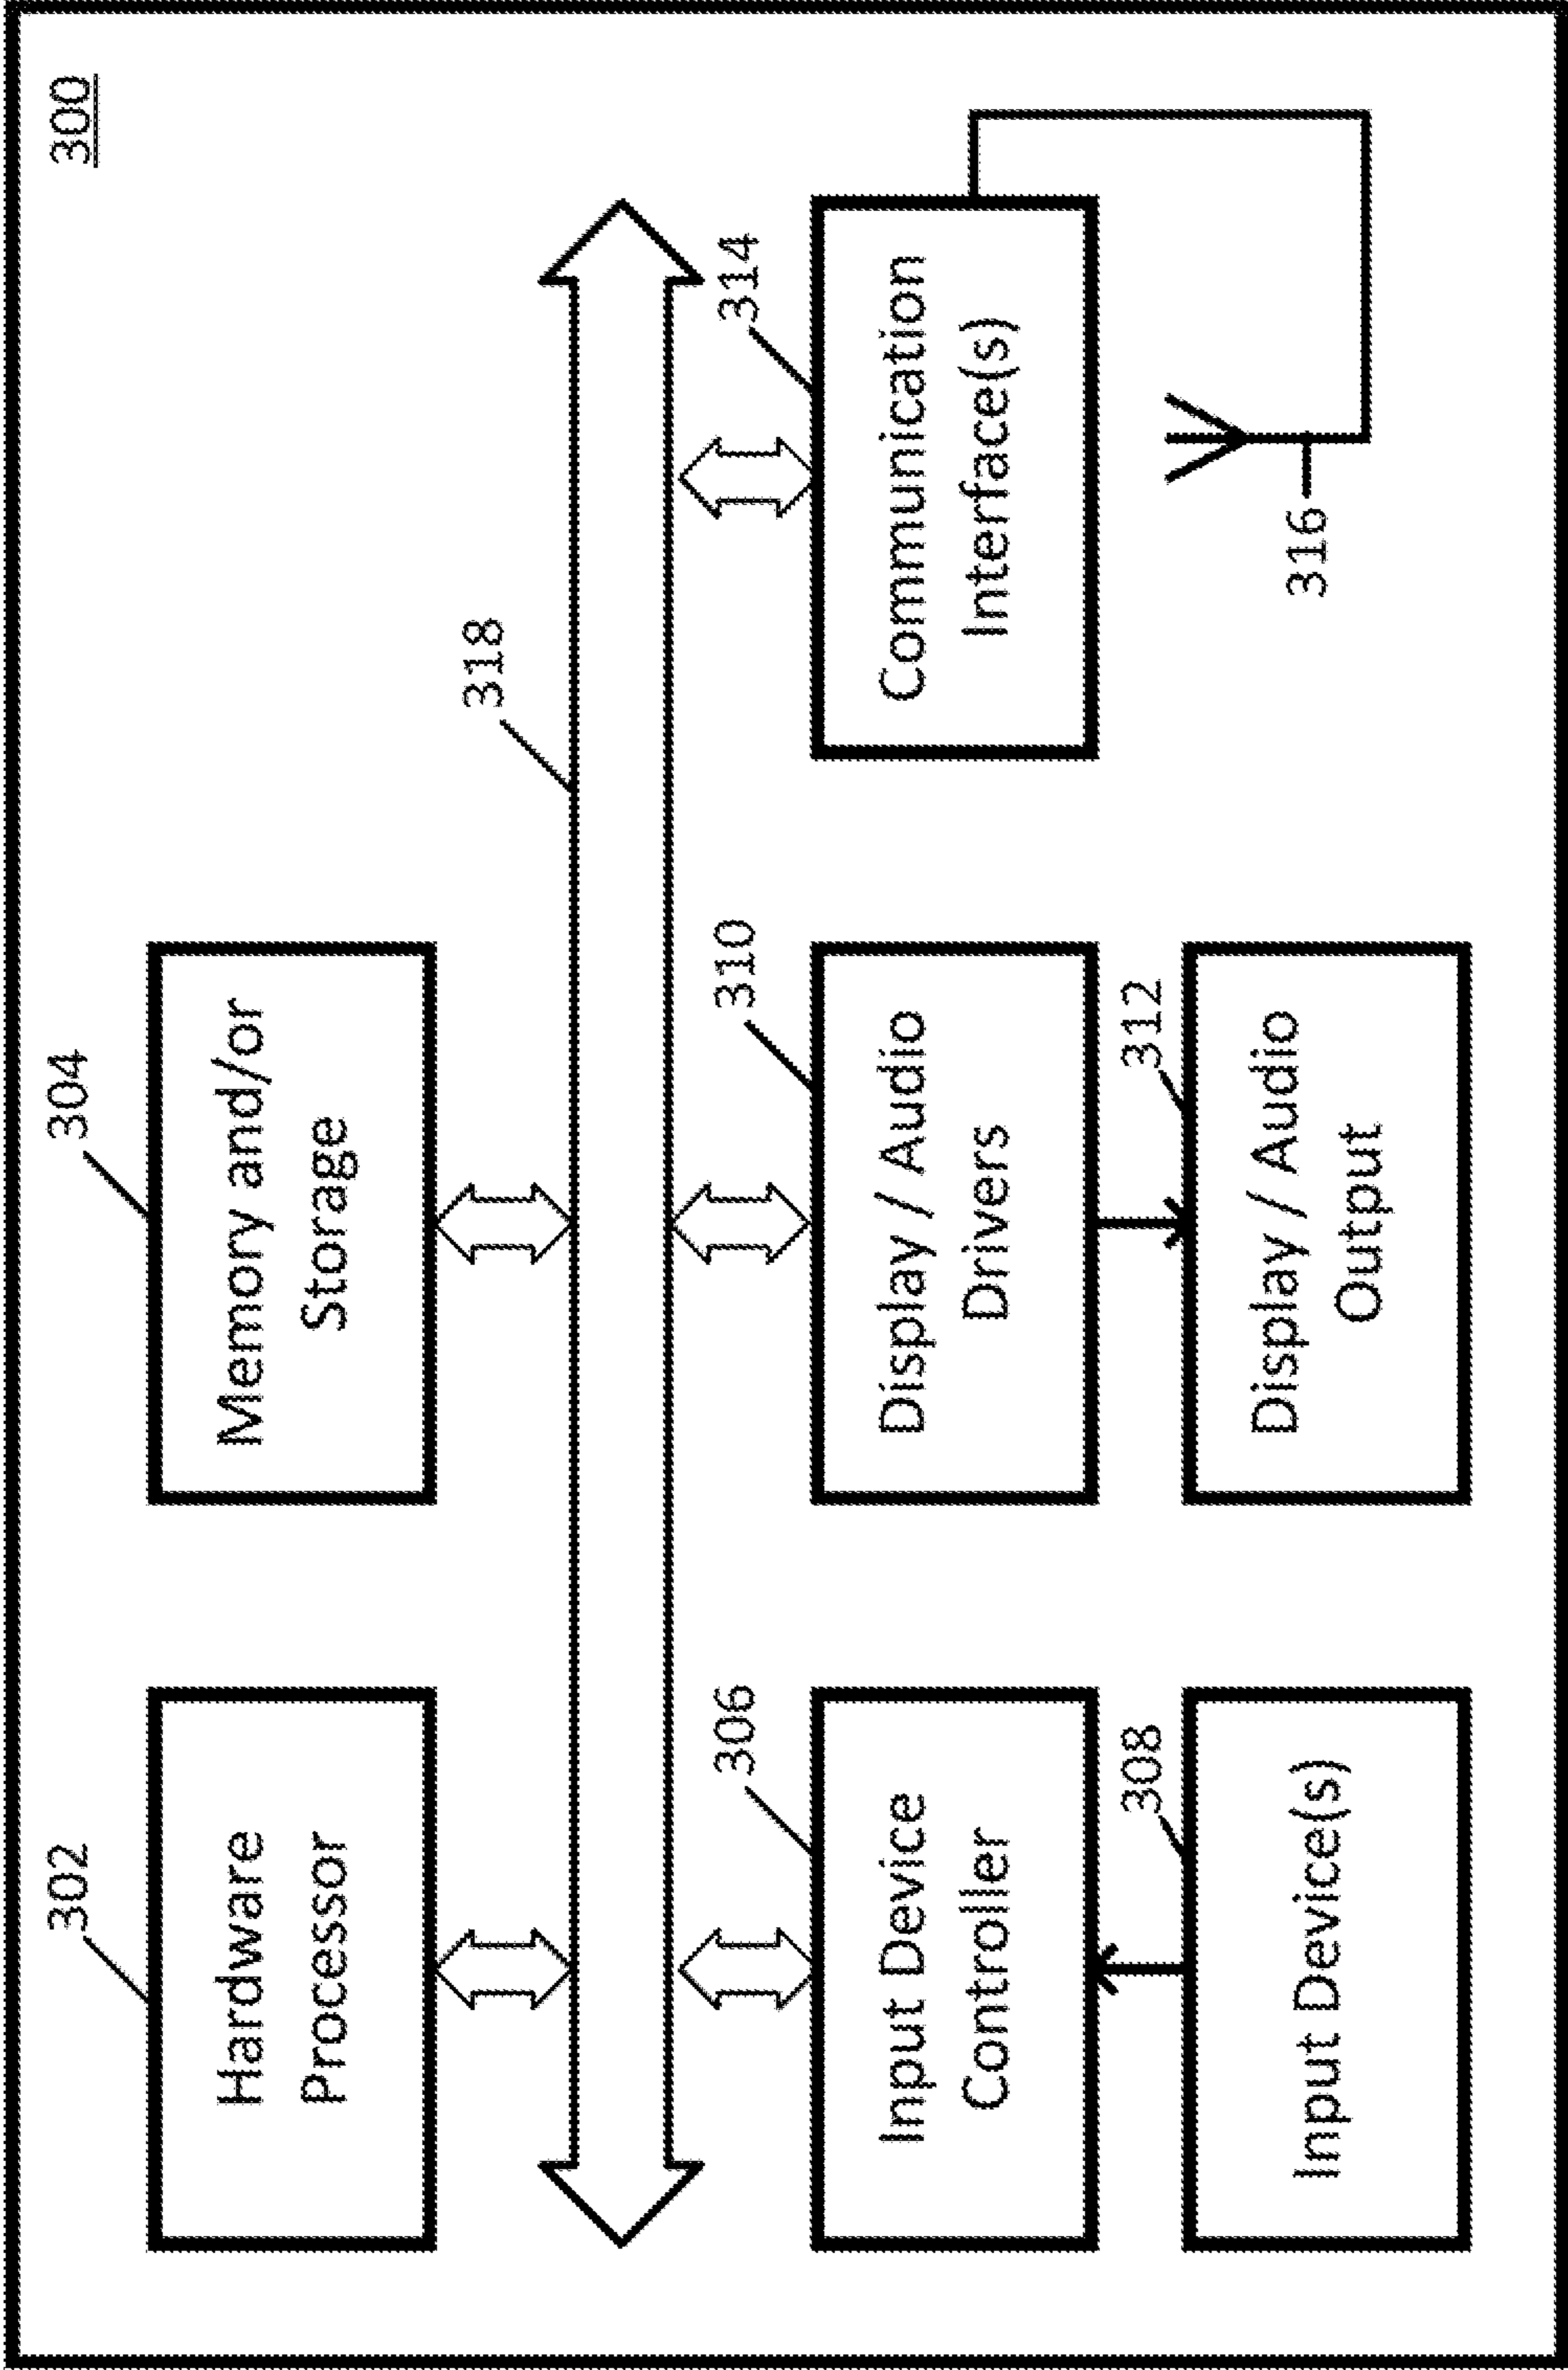 300
302
Hardware
Processor
304
Memory and/or
Storage
318
306
Input Device
Controller
310
Display / Audio
Drivers
314
Communication
Interface(s)
308
Input Device(s)
312
Display / Audio
Output
316